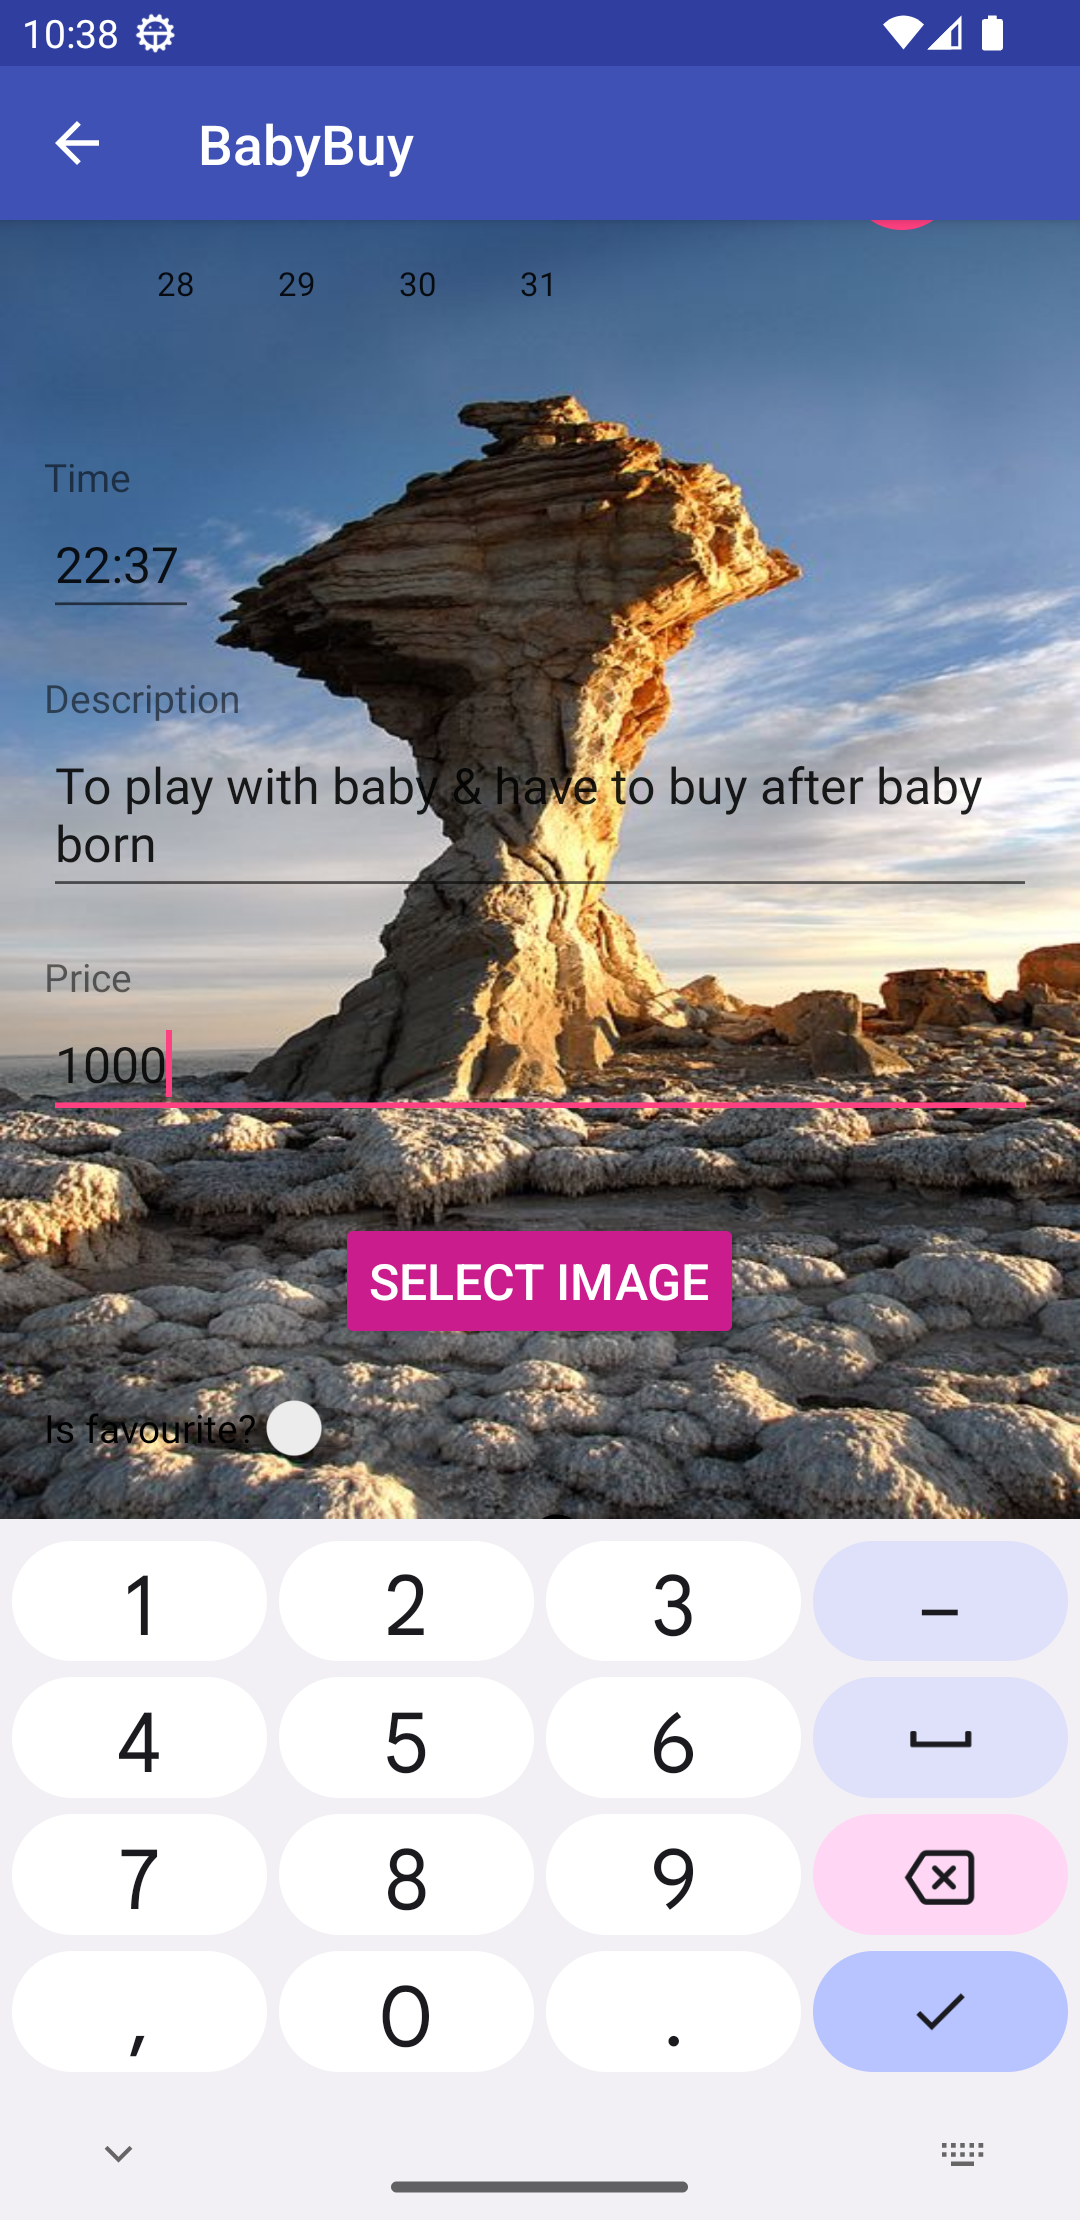 10:38
BabyBuy
28 29 30 31
Time
22:37
Description
To play with baby & have to buy after baby
born
Price
1000
SELECT IMAGE
Is favourite?
1 2 3 –
4 5 6
7 8 9
, 0 .